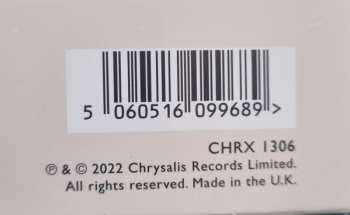 5 060516 099689 >
CHRX 1306
℗ & © 2022 Chrysalis Records Limited.
All rights reserved. Made in the U.K.